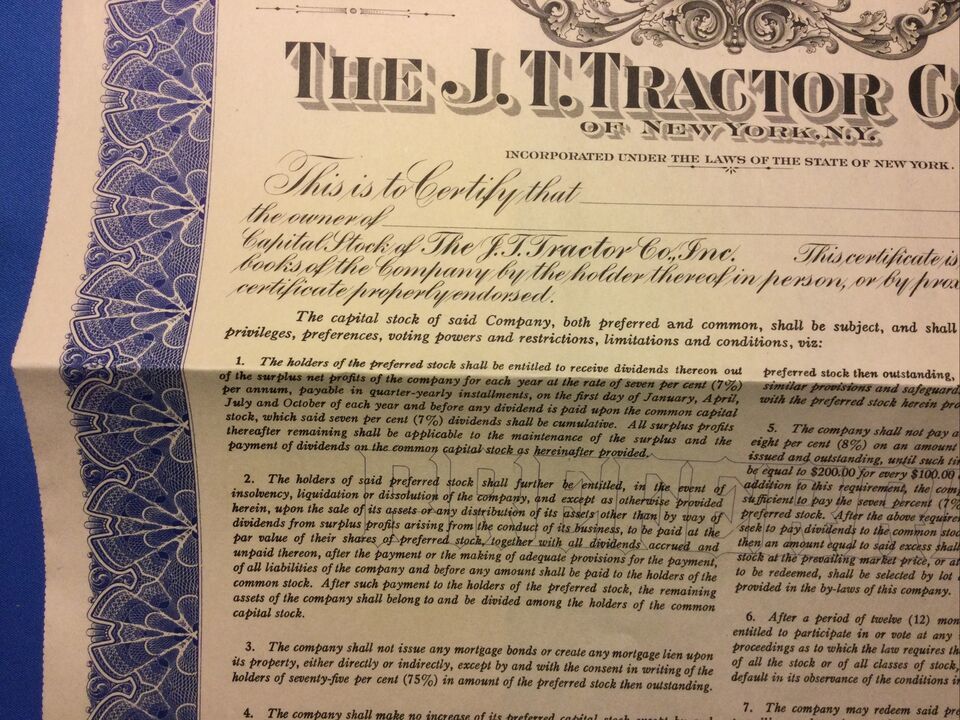 THE J. T. TRACTOR
OF NEW YORK, N.Y.
INCORPORATED UNDER THE LAWS OF THE STATE OF NEW YORK.
This is to Certify that
the owner of
Capital Stock of The J.T. Tractor Co., Inc. This certificate is
books of the Company by the holder thereof in person, or by
certificate properly endorsed.
The capital stock of said Company, both preferred and common, shall be subject, and shall
privileges, preferences, voting powers and restrictions, limitations and conditions, viz:
1. The holders of the preferred stock shall be entitled to receive dividends thereon out
of the surplus net profits of the company for each year at the rate of seven per cent (7%)
per annum, payable in quarter-yearly installments, on the first day of January, April,
July and October of each year and before any dividend is paid upon the common capital
stock, which said seven per cent (7%) dividends shall be cumulative. All surplus profits
thereafter remaining shall be applicable to the maintenance of the surplus and the
payment of dividends on the common capital stock as hereinafter provided.
2. The holders of said preferred stock shall further be entitled, in the event of
insolvency, liquidation or dissolution of the company, and except as otherwise provided
herein, upon the sale of its assets or any distribution of its assets other than by way of
dividends from surplus profits arising from the conduct of its business, to be paid at the
par value of their shares of preferred stock, together with all dividends accrued and
unpaid thereon, after the payment or the making of adequate provisions for the payment,
of all liabilities of the company and before any amount shall be paid to the holders of the
common stock. After such payment to the holders of the preferred stock, the remaining
assets of the company shall belong to and be divided among the holders of the common
capital stock.
3. The company shall not issue any mortgage bonds or create any mortgage lien upon
its property, either directly or indirectly, except by and with the consent in writing of the
holders of seventy-five per cent (75%) in amount of the preferred stock then outstanding.
4. The company shall make no increase of its preferred capital stock except
preferred stock then outstanding,
similar provisions and
with the preferred stock herein
5. The company shall not pay
eight per cent (8%) on an amount
issued and outstanding, until such
be equal to $200.00 for every $100.00
addition to this requirement, the
sufficient to pay the seven percent
preferred stock. After the above
seek to pay dividends to the common
then an amount equal to said excess shall
stock at the prevailing market price, or
to be redeemed, shall be selected by lot
provided in the by-laws of this company.
6. After a period of twelve (12)
entitled to participate in or vote at any
proceedings as to which the law requires
of all the stock or of all classes of stock,
default in its observance of the conditions
7. The company may redeem said